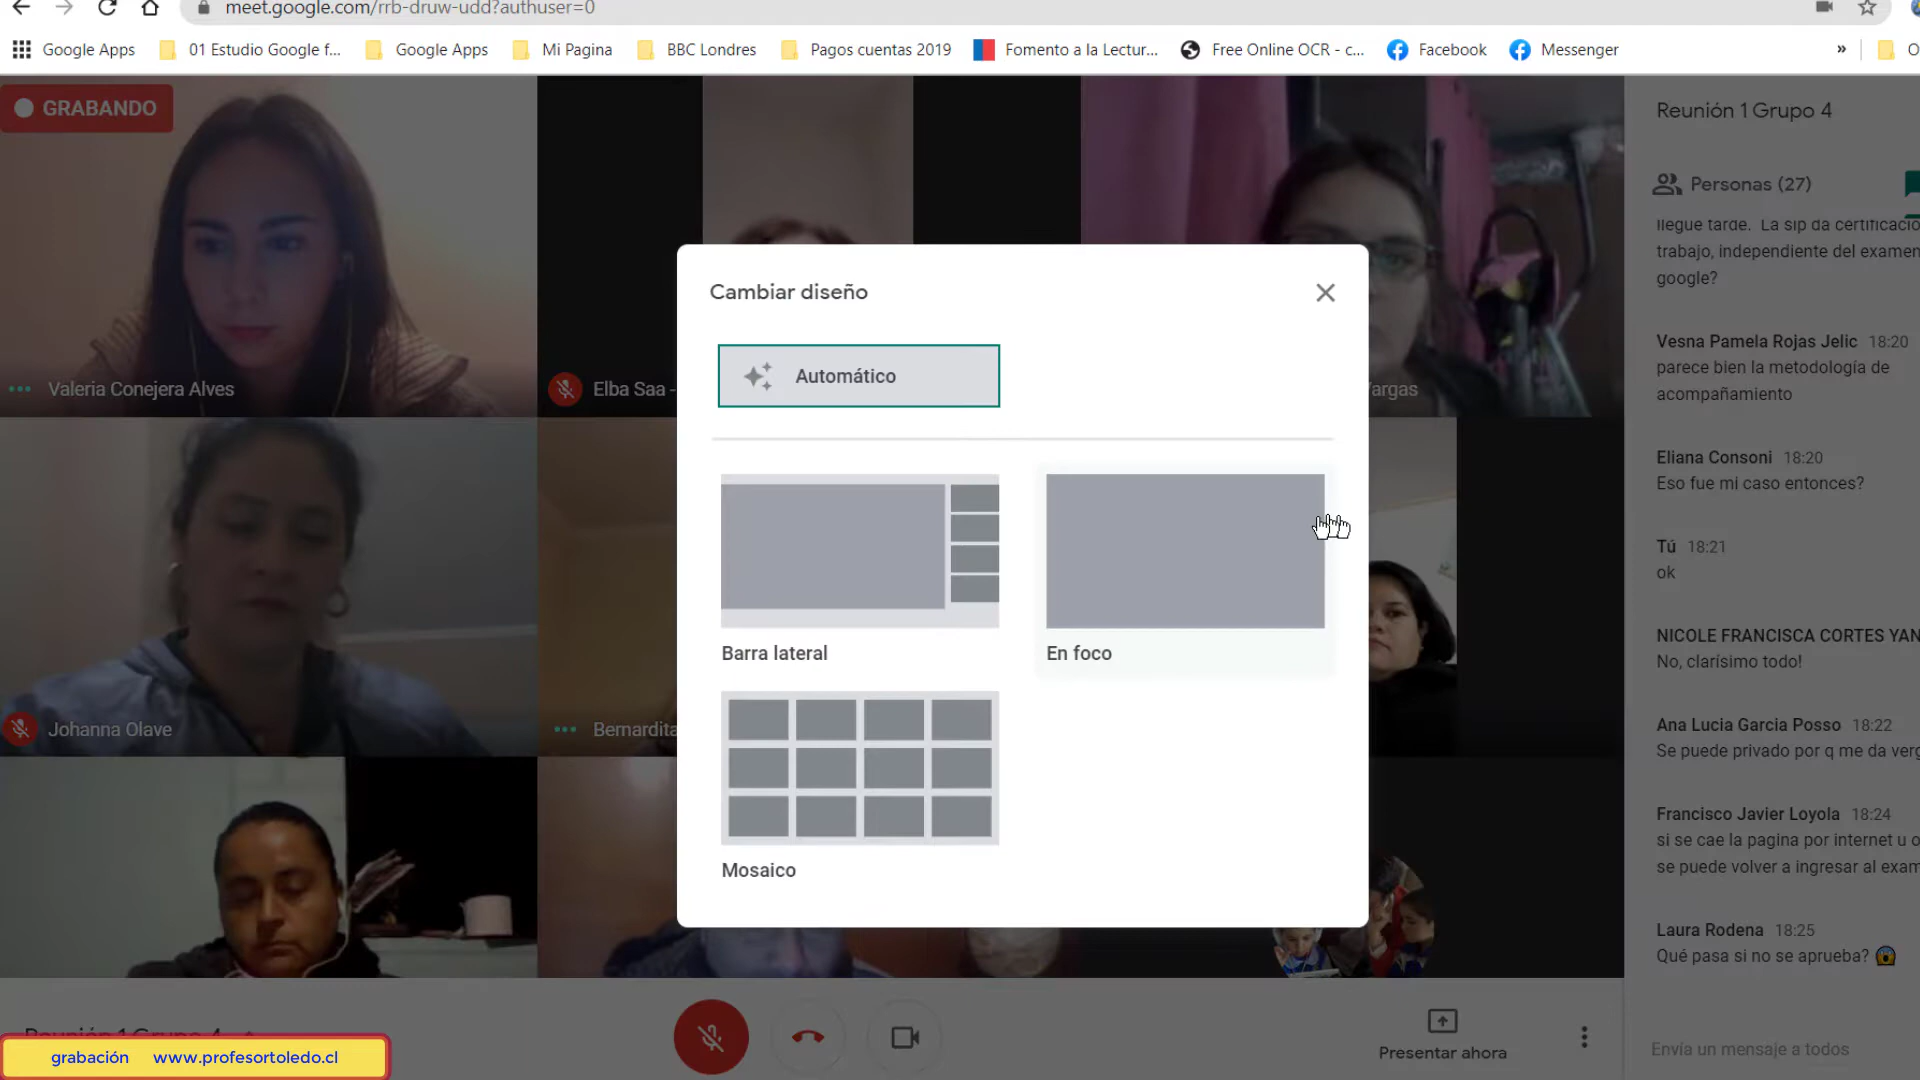 meet.google.com/rrb-druw-udd?authuser=0
Google Apps
01 Estudio Google f...
Google Apps
Mi Pagina
BBC Londres
Pagos cuentas 2019
Fomento a la Lectur...
Free Online OCR - c...
Facebook
Messenger
»
GRABANDO
Valeria Conejera Alves
Elba Saa -
argas
Johanna Olave
Bernardita
Cambiar diseño
Automático
Barra lateral
En foco
Mosaico
Reunión 1 Grupo 4
Personas (27)
llegue tarde. La sip da certificacio
trabajo, independiente del examen
google?
Vesna Pamela Rojas Jelic 18:20
parece bien la metodología de
acompañamiento
Eliana Consoni 18:20
Eso fue mi caso entonces?
Tú 18:21
ok
NICOLE FRANCISCA CORTES YAN
No, clarísimo todo!
Ana Lucia Garcia Posso 18:22
Se puede privado por q me da verg
Francisco Javier Loyola 18:24
si se cae la pagina por internet u o
se puede volver a ingresar al exam
Laura Rodena 18:25
Qué pasa si no se aprueba? 😱
Envía un mensaje a todos
Reunión 1 Grupo 4
Presentar ahora
grabación www.profesortoledo.cl